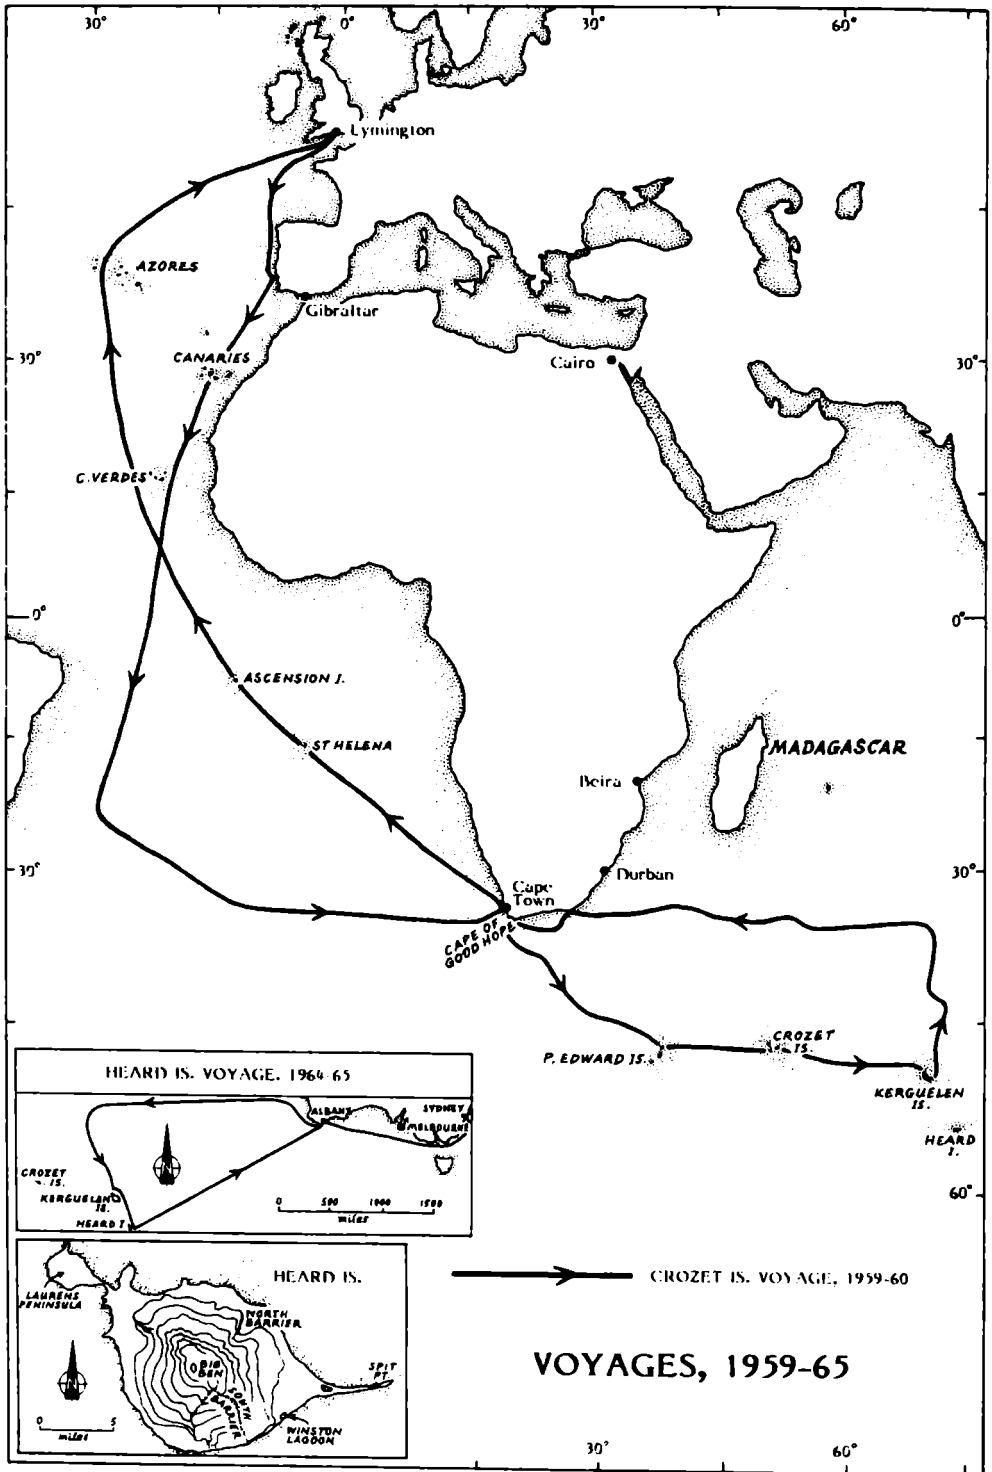 30° 0° 30° 60°
Lymington
AZORES
Gibraltar
CANARIES
30°
Cairo
30°
C. VERDES
0°
0°
ASCENSION I.
ST HELENA
MADAGASCAR
Beira
30°
Durban
30°
Cape
Town
CAPE OF
GOOD HOPE
P. EDWARD IS.
CROZET
IS.
KERGUELEN
IS.
HEARD
I.
60°
HEARD IS. VOYAGE, 1964-65
ALBANY
SYDNEY
MELBOURNE
CROZET
IS.
KERGUELEN
IS.
HEARD I
0 500 1000 1500
miles
HEARD IS.
LAURENS
PENINSULA
NORTH
BARRIER
BIG
BEN
SOUTH
BARRIER
SPIT
PT.
WINSTON
LAGOON
0 5
miles
CROZET IS. VOYAGE, 1959-60
VOYAGES, 1959-65
30° 60°